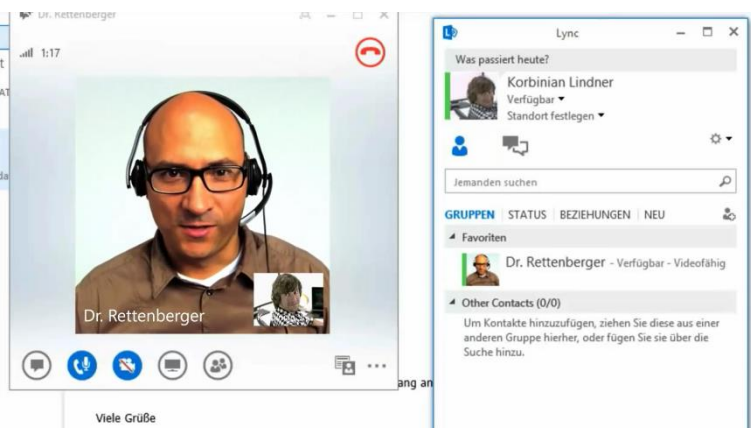 Dr. Rettenberger
1:17
Dr. Rettenberger
ang an
Viele Grüße
Lync
Was passiert heute?
Korbinian Lindner
Verfügbar
Standort festlegen
Jemanden suchen
GRUPPEN STATUS BEZIEHUNGEN NEU
Favoriten
Dr. Rettenberger - Verfügbar - Videofähig
Other Contacts (0/0)
Um Kontakte hinzuzufügen, ziehen Sie diese aus einer
anderen Gruppe hierher, oder fügen Sie sie über die
Suche hinzu.